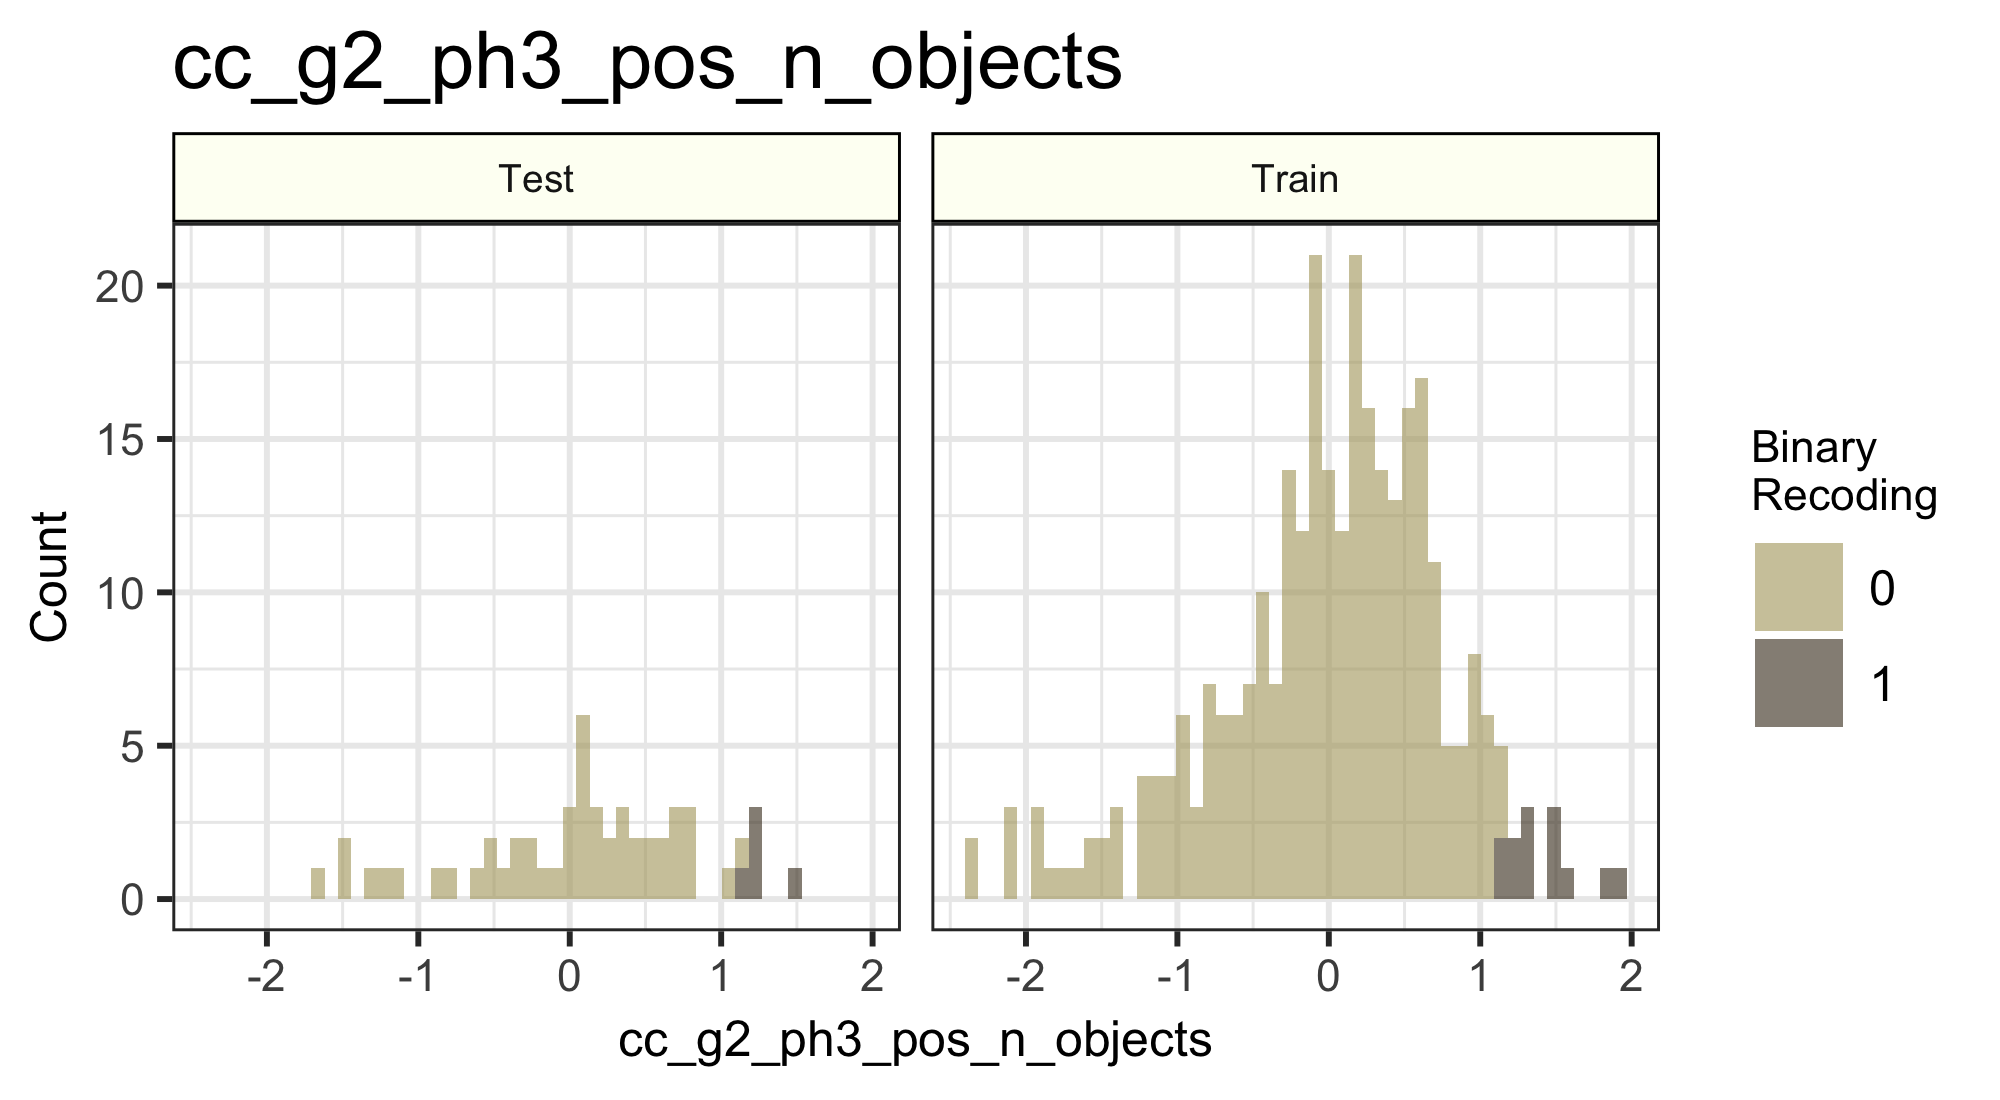 cc_g2_ph3_pos_n_objects
Test
Train
20
15
10
5
0
Count
-2
-1
0
1
2
-2
-1
0
1
2
cc_g2_ph3_pos_n_objects
Binary
Recoding
0
1